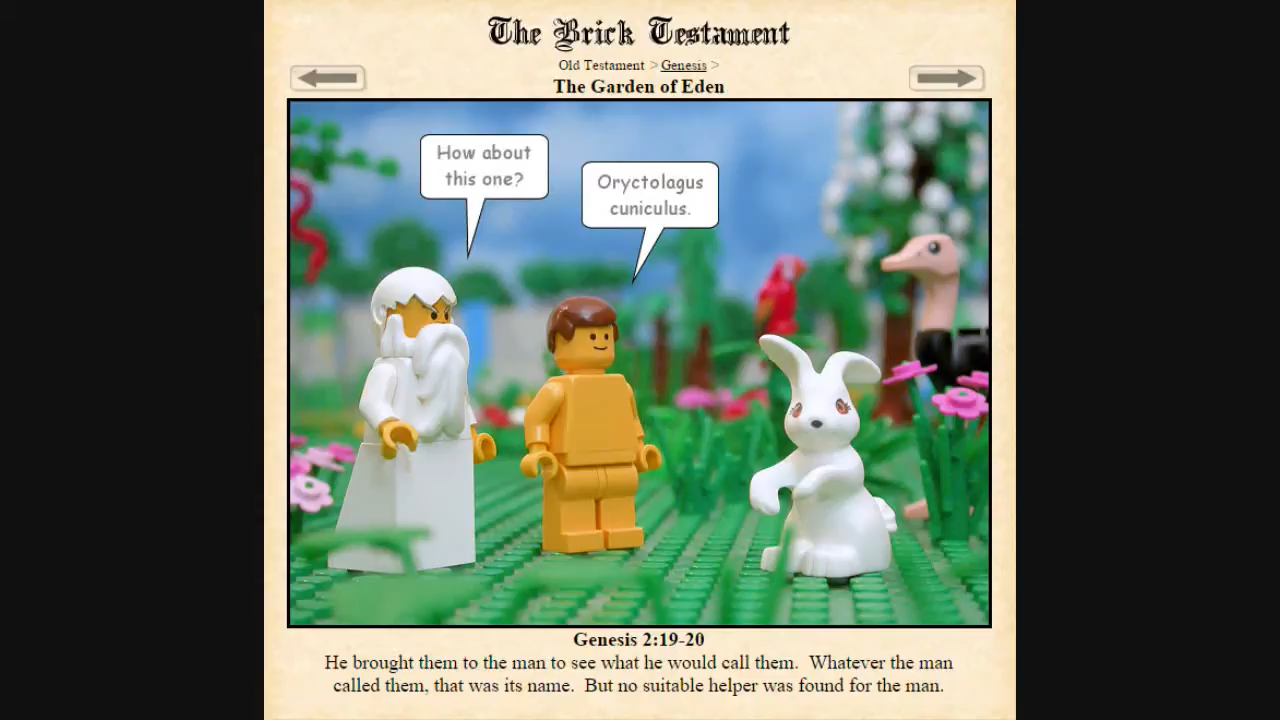 The Brick Testament
Old Testament > Genesis >
The Garden of Eden
How about
this one?
Oryctolagus
cuniculus.
Genesis 2:19-20
He brought them to the man to see what he would call them.  Whatever the man
called them, that was its name.  But no suitable helper was found for the man.